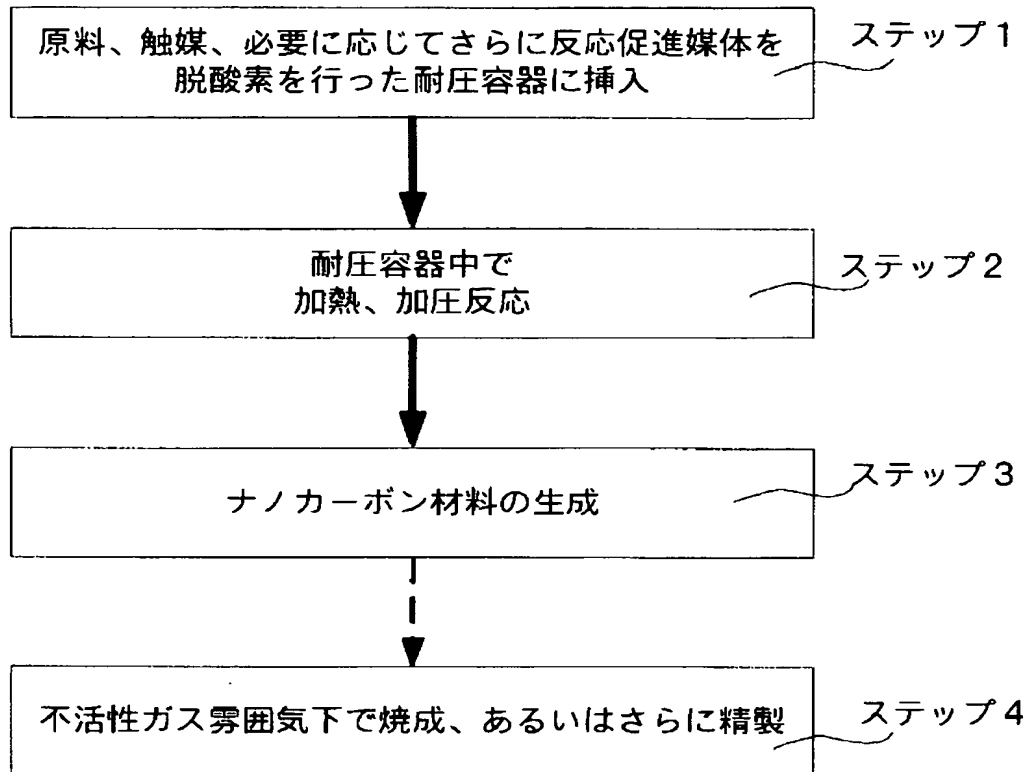 原料、触媒、必要に応じてさらに反応促進媒体を
脱酸素を行った耐圧容器に挿入
ステップ1
耐圧容器中で
加熱、加圧反応
ステップ2
ナノカーボン材料の生成
ステップ3
不活性ガス雰囲気下で焼成、あるいはさらに精製
ステップ4